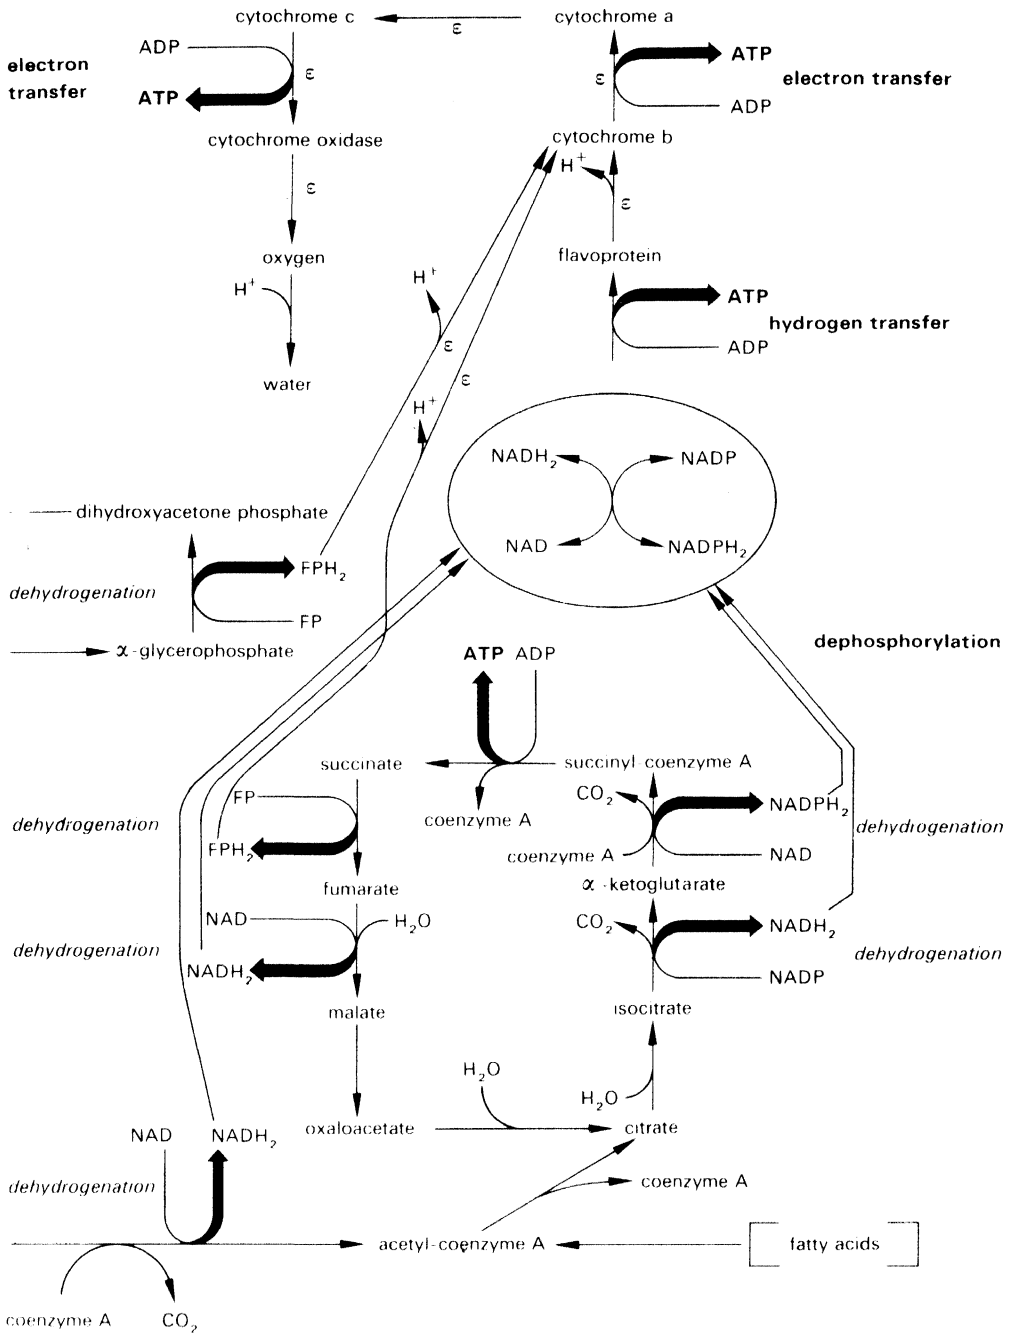 cytochrome c
ε
cytochrome a
ADP
ε
ATP
electron
transfer
ε
ATP
electron transfer
ATP
ADP
cytochrome oxidase
cytochrome b
H⁺
ε
ε
oxygen
flavoprotein
H⁺
H⁺
ATP
hydrogen transfer
ε
ADP
water
ε
H⁺
NADH₂
NADP
NAD
NADPH₂
dihydroxyacetone phosphate
FPH₂
dehydrogenation
FP
α-glycerophosphate
dephosphorylation
ATP ADP
succinate
succinyl-coenzyme A
FP
CO₂
NADPH₂
coenzyme A
dehydrogenation
dehydrogenation
FPH₂
coenzyme A
NAD
fumarate
α-ketoglutarate
NAD
H₂O
CO₂
NADH₂
dehydrogenation
dehydrogenation
NADH₂
NADP
malate
isocitrate
H₂O
H₂O
oxaloacetate
citrate
NAD
NADH₂
coenzyme A
dehydrogenation
acetyl-coenzyme A
fatty acids
coenzyme A
CO₂